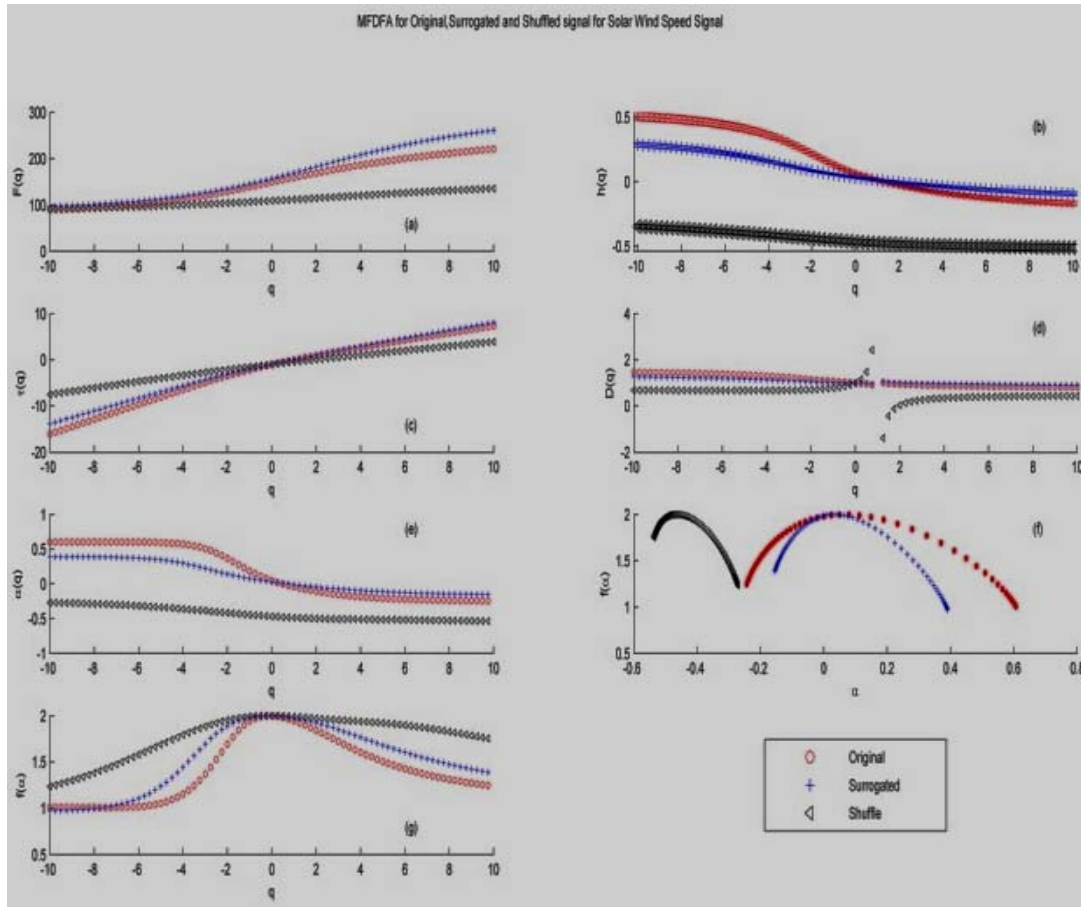 MFDFA for Original,Surrogated and Shuffled signal for Solar Wind Speed Signal
300
200
100
0
F(q)
(a)
-10 -8 -6 -4 -2 0 2 4 6 8 10
q
0.5
0
-0.5
h(q)
(b)
-10 -8 -6 -4 -2 0 2 4 6 8 10
q
10
0
-10
-20
τ(q)
(c)
-10 -8 -6 -4 -2 0 2 4 6 8 10
q
4
2
0
-2
D(q)
(d)
-10 -8 -6 -4 -2 0 2 4 6 8 10
q
1
0.5
0
-0.5
-1
α(q)
(e)
-10 -8 -6 -4 -2 0 2 4 6 8 10
q
2
1.5
1
0.5
f(α)
(f)
-0.6 -0.4 -0.2 0 0.2 0.4 0.6 0.8
α
2
1.5
1
0.5
f(α)
(g)
-10 -8 -6 -4 -2 0 2 4 6 8 10
q
Original
Surrogated
Shuffle